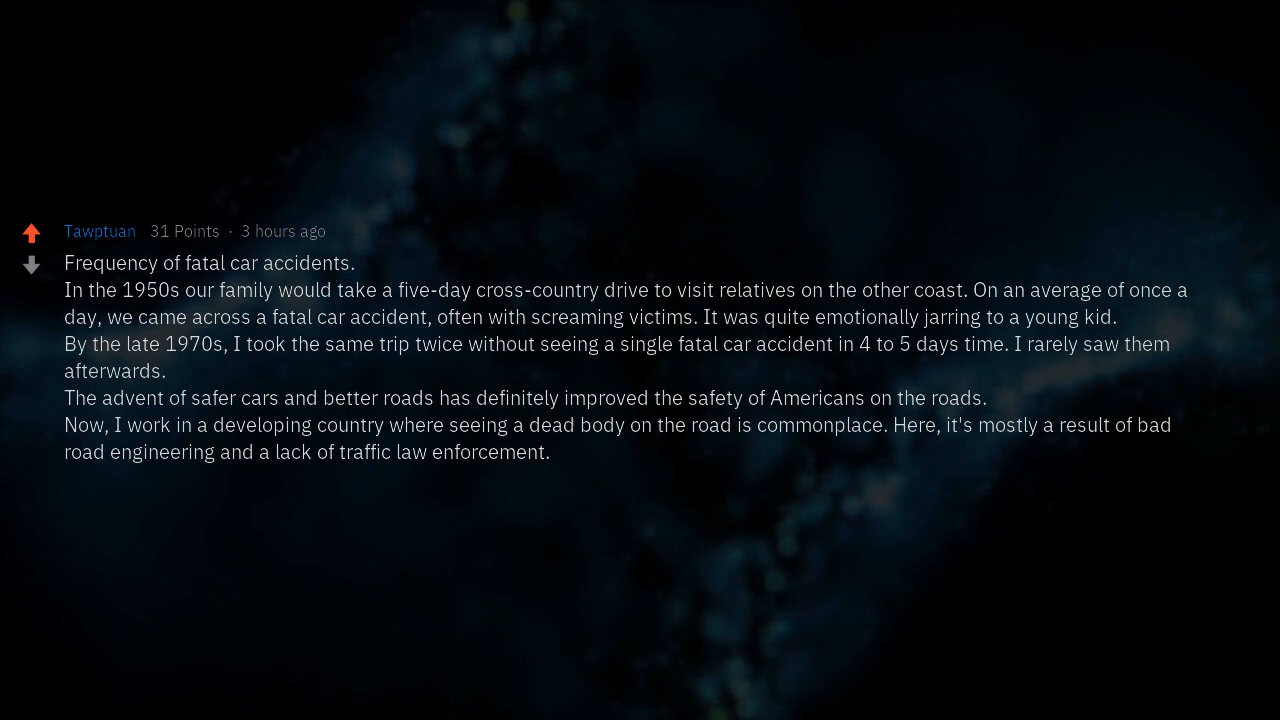 Tawptuan 31 Points · 3 hours ago
Frequency of fatal car accidents.
In the 1950s our family would take a five-day cross-country drive to visit relatives on the other coast. On an average of once a
day, we came across a fatal car accident, often with screaming victims. It was quite emotionally jarring to a young kid.
By the late 1970s, I took the same trip twice without seeing a single fatal car accident in 4 to 5 days time. I rarely saw them
afterwards.
The advent of safer cars and better roads has definitely improved the safety of Americans on the roads.
Now, I work in a developing country where seeing a dead body on the road is commonplace. Here, it's mostly a result of bad
road engineering and a lack of traffic law enforcement.